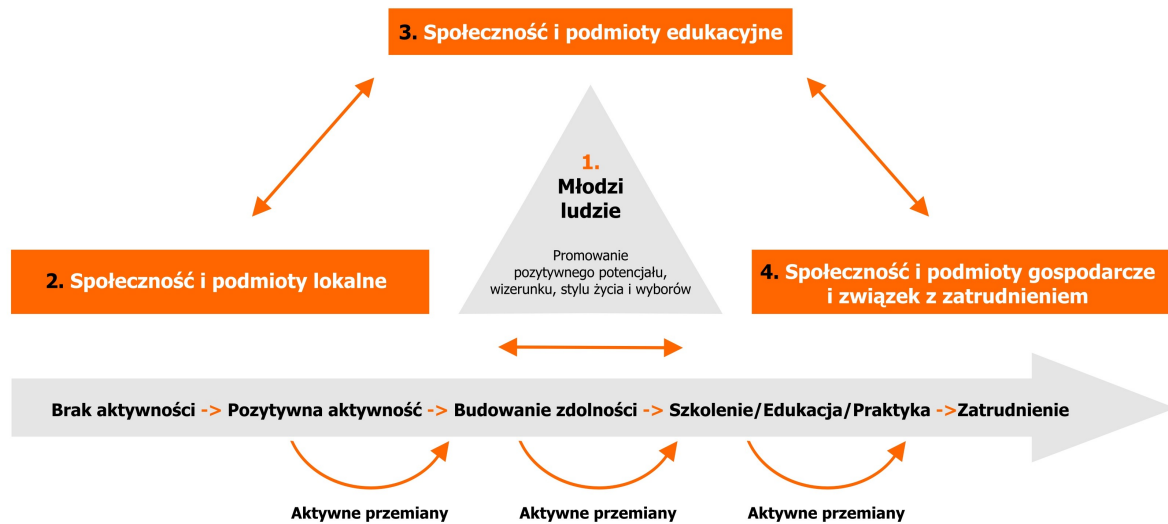 3. Społeczność i podmioty edukacyjne
1.
Młodzi
ludzie
Promowanie
pozytywnego potencjału,
wizerunku, stylu życia i wyborów
2. Społeczność i podmioty lokalne
4. Społeczność i podmioty gospodarcze
i związek z zatrudnieniem
Brak aktywności -> Pozytywna aktywność -> Budowanie zdolności -> Szkolenie/Edukacja/Praktyka ->Zatrudnienie
Aktywne przemiany Aktywne przemiany Aktywne przemiany